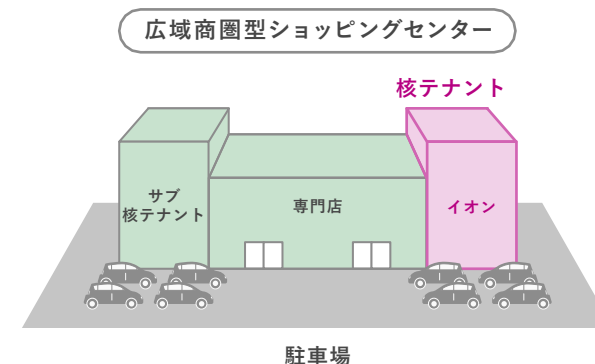 広域商圏型ショッピングセンター
核テナント
サブ
核テナント
専門店
イオン
駐車場